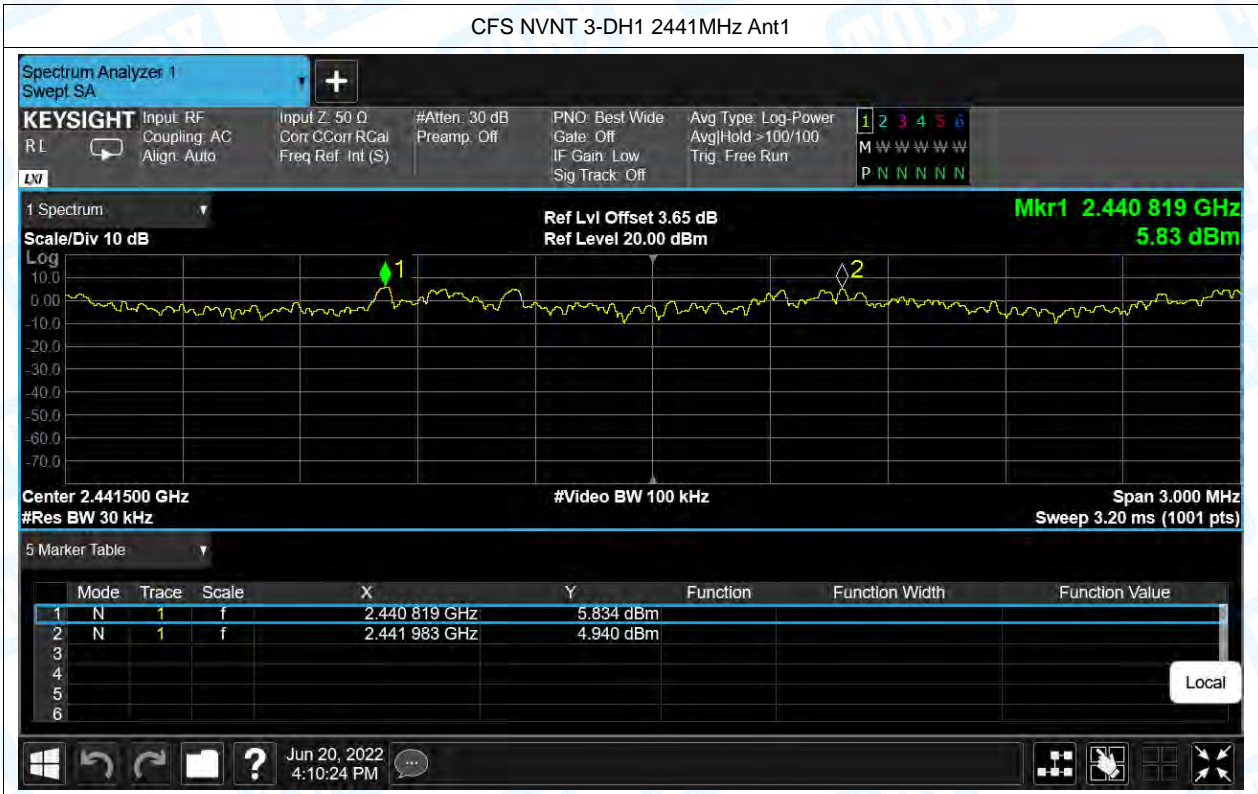 CFS NVNT 3-DH1 2441MHz Ant1
Spectrum Analyzer 1
Swept SA
+
KEYSIGHT Input: RF Input Z: 50 Ω #Atten: 30 dB PNO: Best Wide Avg Type: Log-Power 1 2 3 4 5 6
RL Coupling: AC Corr CCorr RCal Preamp: Off Gate: Off Avg|Hold >100/100 M W W W W W
Align: Auto Freq Ref: Int (S) IF Gain: Low Trig: Free Run
LXI Sig Track: Off P N N N N N
1 Spectrum Ref Lvl Offset 3.65 dB Mkr1 2.440 819 GHz
Scale/Div 10 dB Ref Level 20.00 dBm 5.83 dBm
Log
1 2
10.0
0.00
-10.0
-20.0
-30.0
-40.0
-50.0
-60.0
-70.0
Center 2.441500 GHz #Video BW 100 kHz Span 3.000 MHz
#Res BW 30 kHz Sweep 3.20 ms (1001 pts)
5 Marker Table
Mode Trace Scale X Y Function Function Width Function Value
1 N 1 f 2.440 819 GHz 5.834 dBm
2 N 1 f 2.441 983 GHz 4.940 dBm
3
4
5
6
Local
? Jun 20, 2022
4:10:24 PM